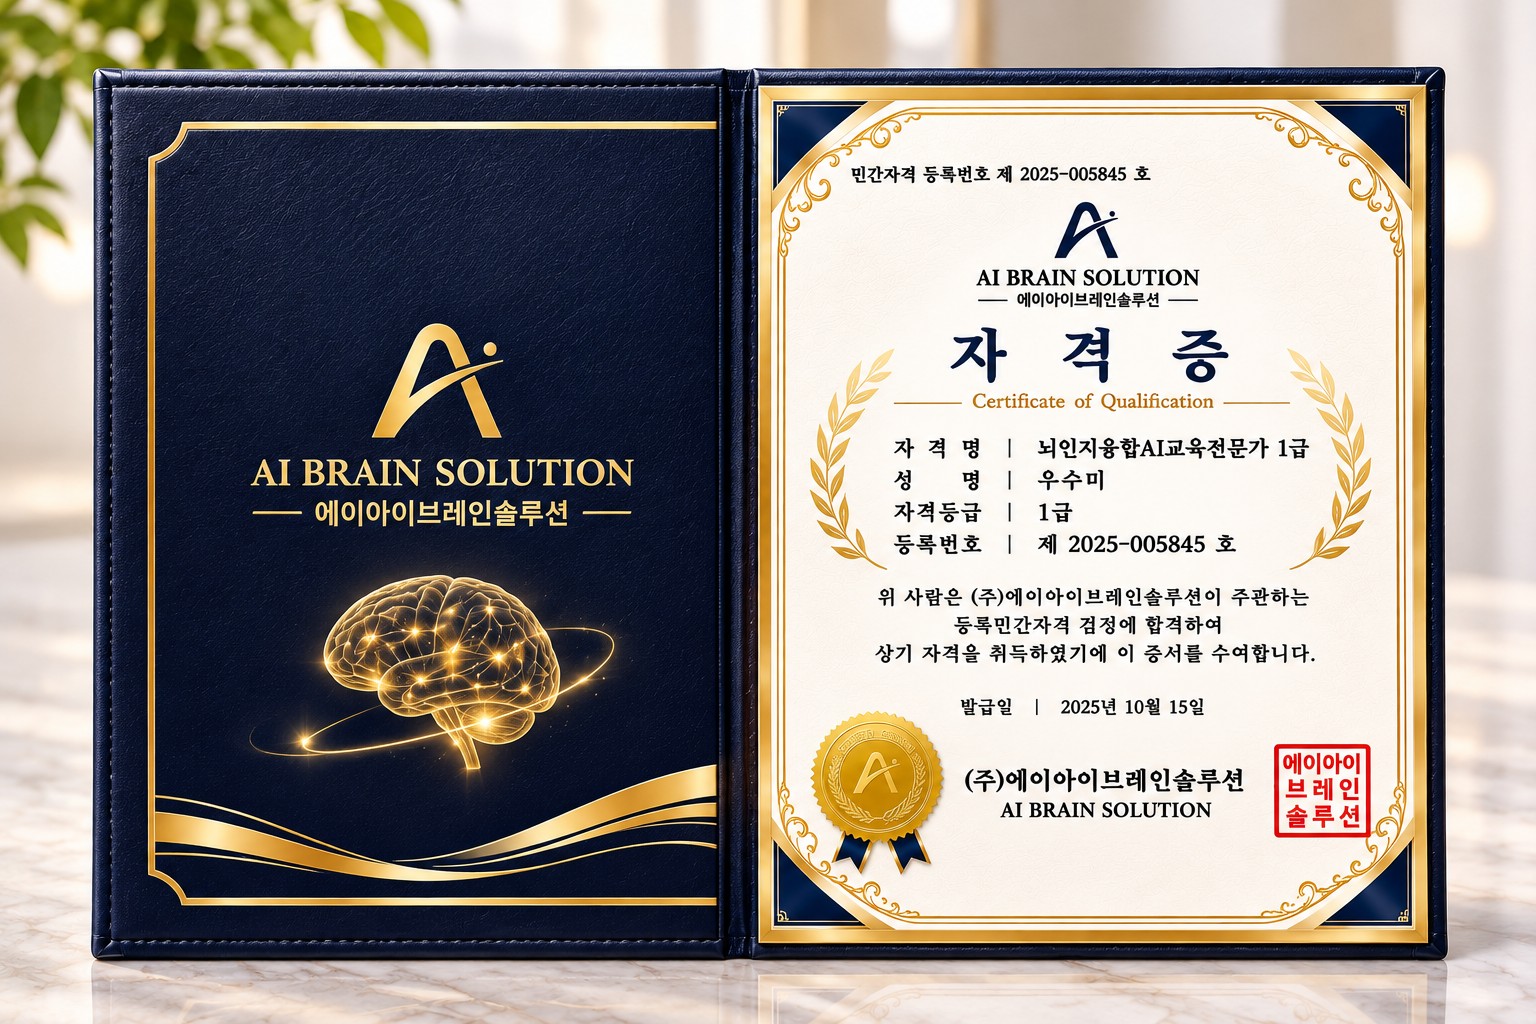 AI BRAIN SOLUTION
에이아이브레인솔루션
민간자격 등록번호 제 2025-005845 호
AI BRAIN SOLUTION
에이아이브레인솔루션
자 격 증
Certificate of Qualification
자 격 명 | 뇌인지융합AI교육전문가 1급
성 명 | 우수미
자격등급 | 1급
등록번호 | 제 2025-005845 호
위 사람은 (주)에이아이브레인솔루션이 주관하는
등록민간자격 검정에 합격하여
상기 자격을 취득하였기에 이 증서를 수여합니다.
발급일 | 2025년 10월 15일
(주)에이아이브레인솔루션
AI BRAIN SOLUTION
에이아이
브레인
솔루션